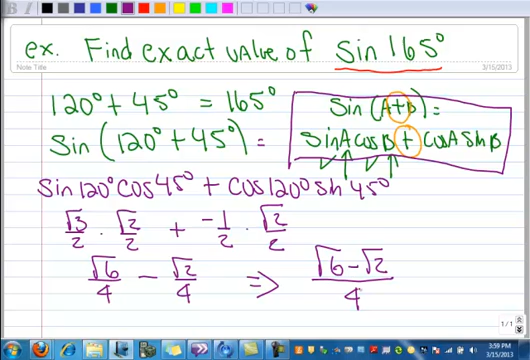 B I U
ex. Find exact value of Sin 165°
Note Title
3/15/2013
120° + 45° = 165°
Sin (A+B) =
Sin (120° + 45°) =
SinA cos B + cosA sin B
Sin 120° cos 45° + cos 120° sin 45°
√3/2 · √2/2 + -1/2 · √2/2
√6/4 - √2/4 => √6-√2/4
1/1
3:59 PM
3/15/2013